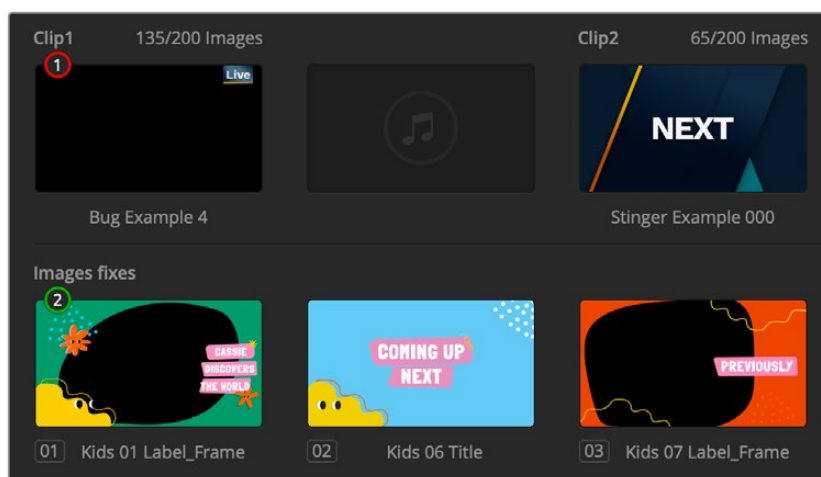 Clip1 135/200 Images Clip2 65/200 Images
1
Live
NEXT
Bug Example 4 Stinger Example 000
Images fixes
2
CASSIE
DISCOVERS
THE WORLD
COMING UP
NEXT
PREVIOUSLY
01 Kids 01 Label_Frame 02 Kids 06 Title 03 Kids 07 Label_Frame